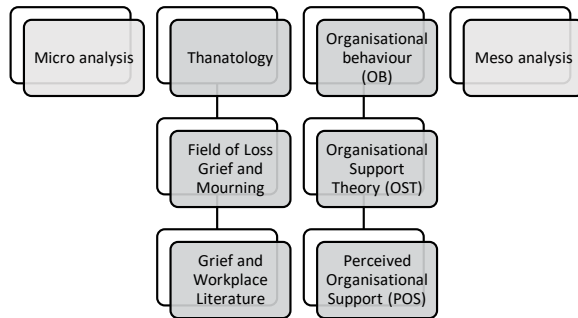 Micro analysis
Thanatology
Organisational
behaviour
(OB)
Meso analysis
Field of Loss
Grief and
Mourning
Organisational
Support
Theory (OST)
Grief and
Workplace
Literature
Perceived
Organisational
Support (POS)